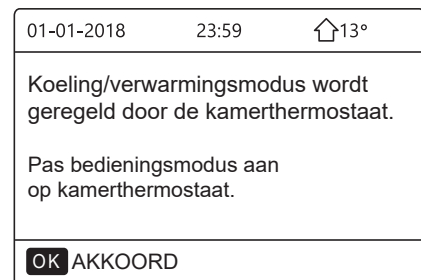 01-01-2018 23:59 13°
Koeling/verwarmingsmodus wordt
geregeld door de kamerthermostaat.
Pas bedieningsmodus aan
op kamerthermostaat.
OK AKKOORD